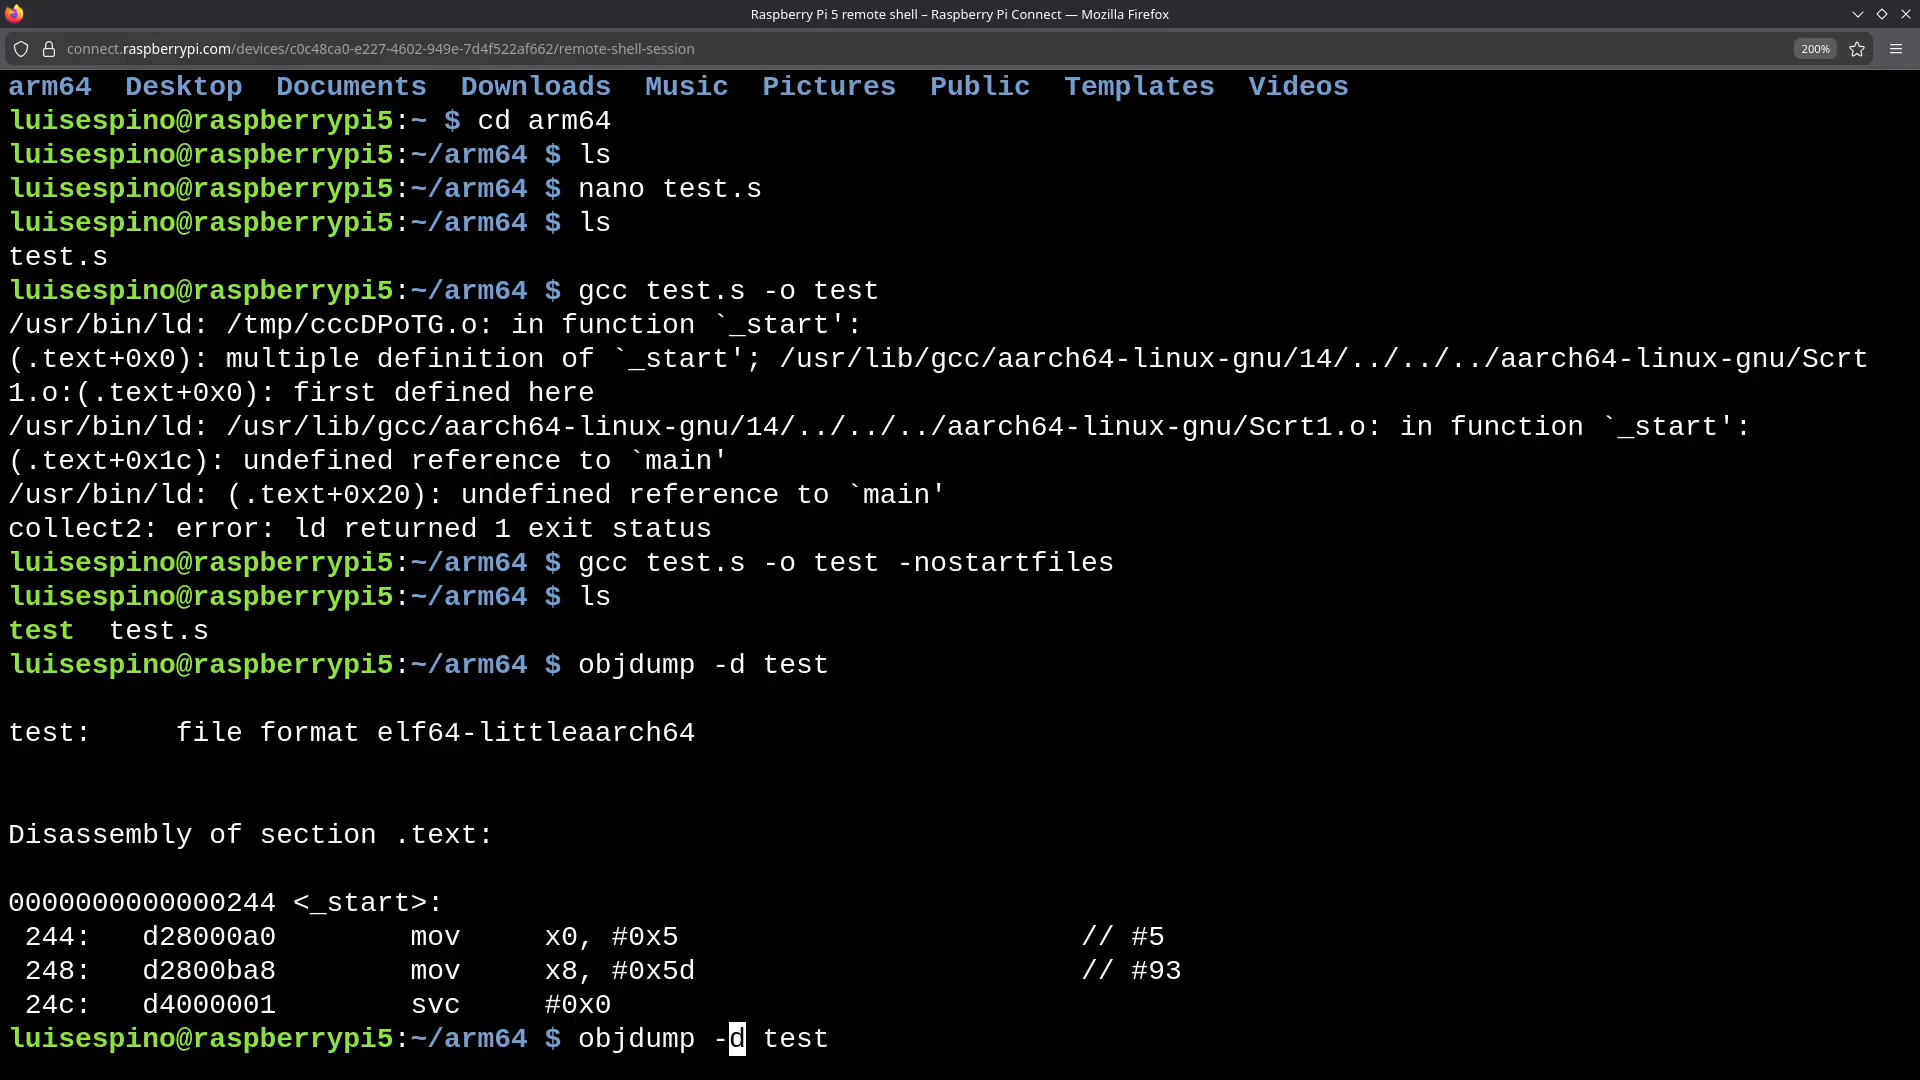 Raspberry Pi 5 remote shell – Raspberry Pi Connect — Mozilla Firefox
connect.raspberrypi.com/devices/c0c48ca0-e227-4602-949e-7d4f522af662/remote-shell-session 200%
arm64  Desktop  Documents  Downloads  Music  Pictures  Public  Templates  Videos
luisespino@raspberrypi5:~ $ cd arm64
luisespino@raspberrypi5:~/arm64 $ ls
luisespino@raspberrypi5:~/arm64 $ nano test.s
luisespino@raspberrypi5:~/arm64 $ ls
test.s
luisespino@raspberrypi5:~/arm64 $ gcc test.s -o test
/usr/bin/ld: /tmp/cccDPoTG.o: in function `_start':
(.text+0x0): multiple definition of `_start'; /usr/lib/gcc/aarch64-linux-gnu/14/../../../aarch64-linux-gnu/Scrt
1.o:(.text+0x0): first defined here
/usr/bin/ld: /usr/lib/gcc/aarch64-linux-gnu/14/../../../aarch64-linux-gnu/Scrt1.o: in function `_start':
(.text+0x1c): undefined reference to `main'
/usr/bin/ld: (.text+0x20): undefined reference to `main'
collect2: error: ld returned 1 exit status
luisespino@raspberrypi5:~/arm64 $ gcc test.s -o test -nostartfiles
luisespino@raspberrypi5:~/arm64 $ ls
test  test.s
luisespino@raspberrypi5:~/arm64 $ objdump -d test
test:     file format elf64-littleaarch64
Disassembly of section .text:
0000000000000244 <_start>:
 244:   d28000a0        mov     x0, #0x5                        // #5
 248:   d2800ba8        mov     x8, #0x5d                       // #93
 24c:   d4000001        svc     #0x0
luisespino@raspberrypi5:~/arm64 $ objdump -d test